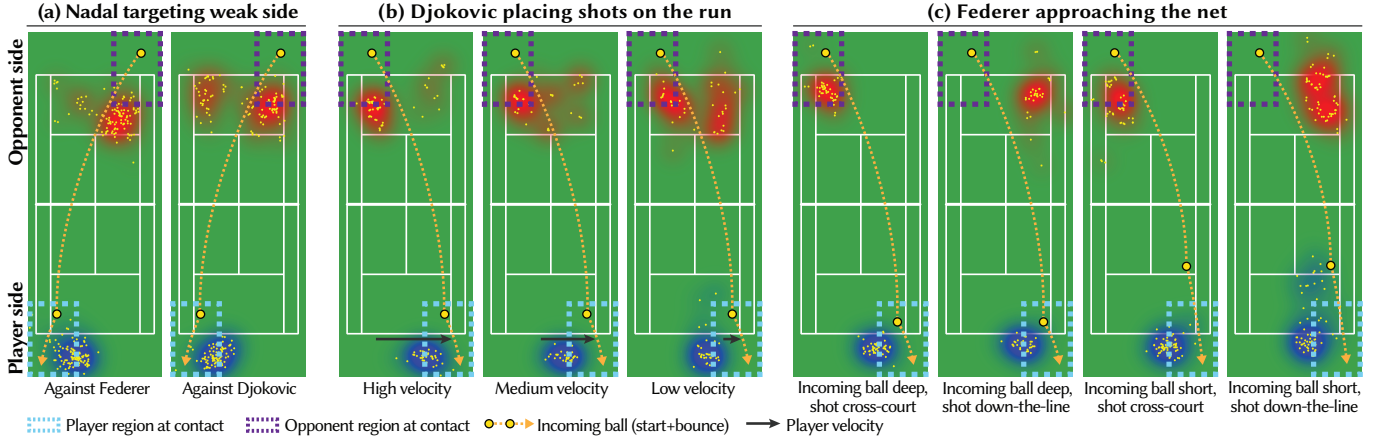 (a) Nadal targeting weak side
(b) Djokovic placing shots on the run
(c) Federer approaching the net
Opponent side
Player side
Against Federer
Against Djokovic
High velocity
Medium velocity
Low velocity
Incoming ball deep,
shot cross-court
Incoming ball deep,
shot down-the-line
Incoming ball short,
shot cross-court
Incoming ball short,
shot down-the-line
Player region at contact
Opponent region at contact
Incoming ball (start+bounce)
Player velocity